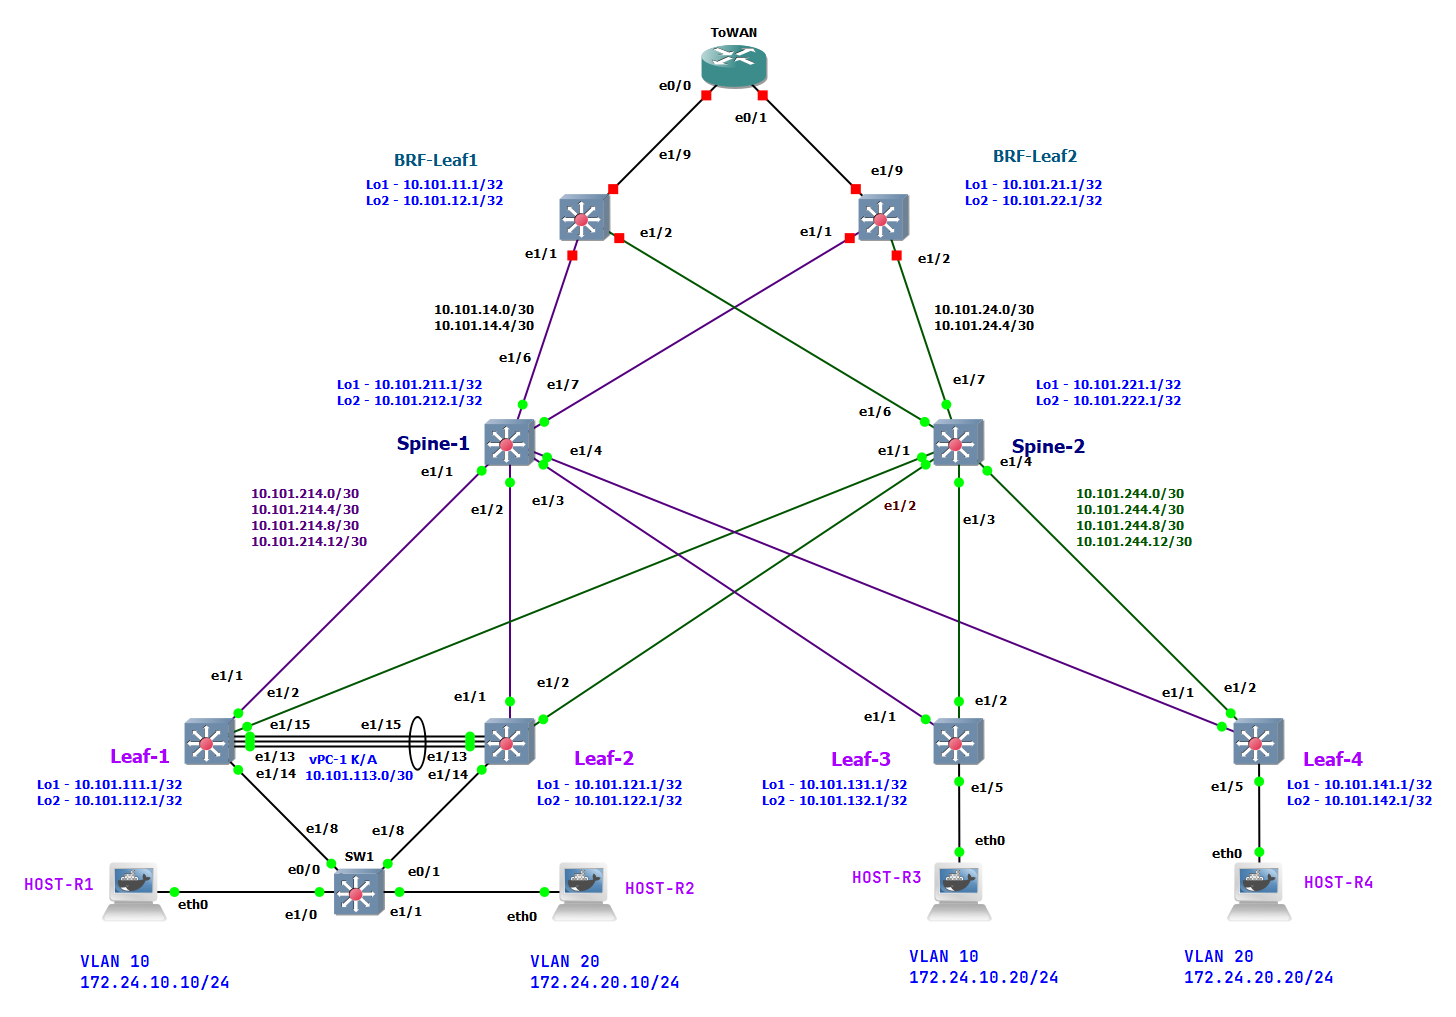 ToWAN
e0/0
e0/1
e1/9
e1/9
BRF-Leaf1
Lo1 - 10.101.11.1/32
Lo2 - 10.101.12.1/32
BRF-Leaf2
Lo1 - 10.101.21.1/32
Lo2 - 10.101.22.1/32
e1/1
e1/2
e1/1
e1/2
10.101.14.0/30
10.101.14.4/30
10.101.24.0/30
10.101.24.4/30
e1/6
e1/7
e1/6
e1/7
Lo1 - 10.101.211.1/32
Lo2 - 10.101.212.1/32
Lo1 - 10.101.221.1/32
Lo2 - 10.101.222.1/32
Spine-1
Spine-2
e1/1
e1/2
e1/3
e1/4
e1/1
e1/2
e1/3
e1/4
10.101.214.0/30
10.101.214.4/30
10.101.214.8/30
10.101.214.12/30
10.101.244.0/30
10.101.244.4/30
10.101.244.8/30
10.101.244.12/30
e1/1
e1/2
e1/1
e1/2
e1/1
e1/2
e1/1
e1/2
e1/15
e1/15
e1/13
e1/14
vPC-1 K/A
10.101.113.0/30
e1/13
e1/14
Leaf-1
Lo1 - 10.101.111.1/32
Lo2 - 10.101.112.1/32
Leaf-2
Lo1 - 10.101.121.1/32
Lo2 - 10.101.122.1/32
Leaf-3
Lo1 - 10.101.131.1/32
Lo2 - 10.101.132.1/32
Leaf-4
Lo1 - 10.101.141.1/32
Lo2 - 10.101.142.1/32
e1/5
e1/5
e1/8
e1/8
SW1
e0/0
e0/1
e1/0
e1/1
eth0
eth0
eth0
eth0
HOST-R1
HOST-R2
HOST-R3
HOST-R4
VLAN 10
172.24.10.10/24
VLAN 20
172.24.20.10/24
VLAN 10
172.24.10.20/24
VLAN 20
172.24.20.20/24